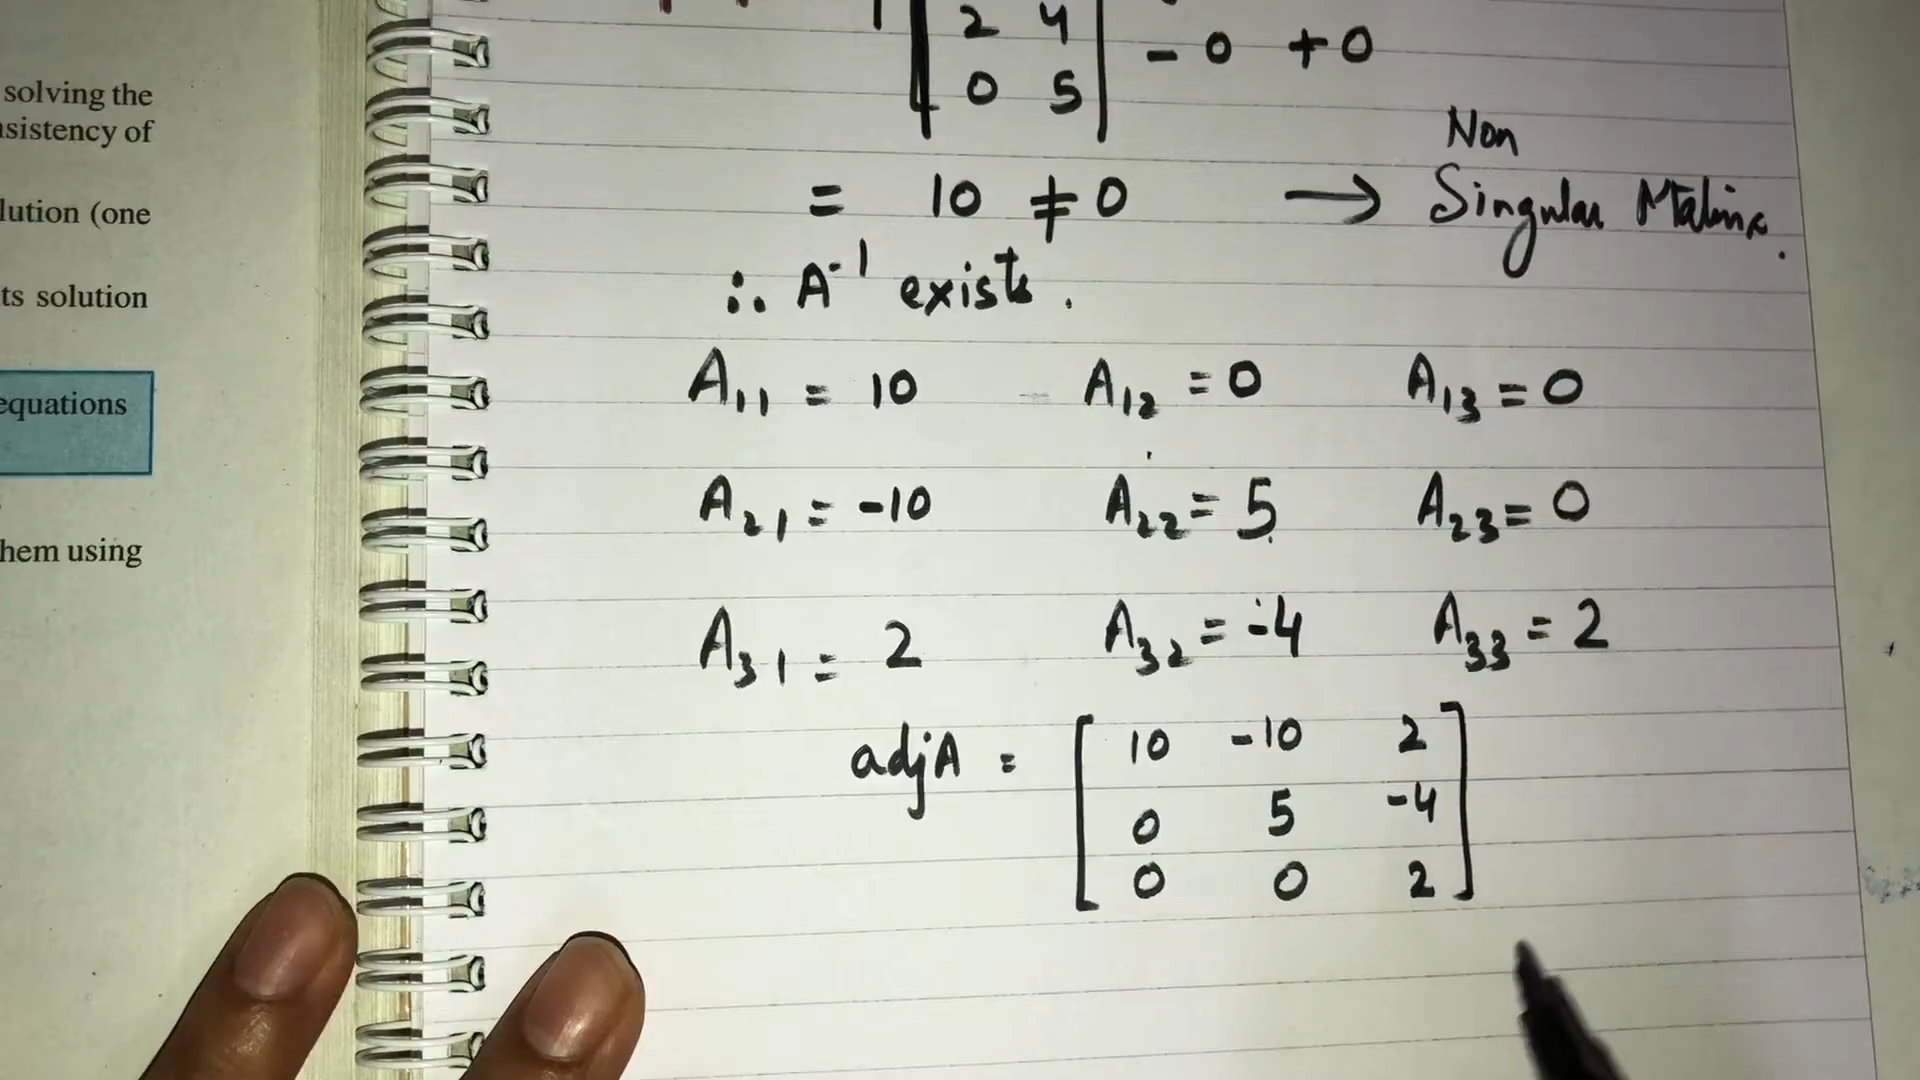 solving the
nsistency of
lution (one
ts solution
equations
hem using
1 | 2 4 | - 0 + 0
| 0 5 |
Non
= 10 ≠ 0 → Singular Matrix.
∴ A⁻¹ exists.
A₁₁ = 10 A₁₂ = 0 A₁₃ = 0
A₂₁ = -10 A₂₂ = 5 A₂₃ = 0
A₃₁ = 2 A₃₂ = -4 A₃₃ = 2
adjA = [ 10 -10 2
0 5 -4
0 0 2 ]